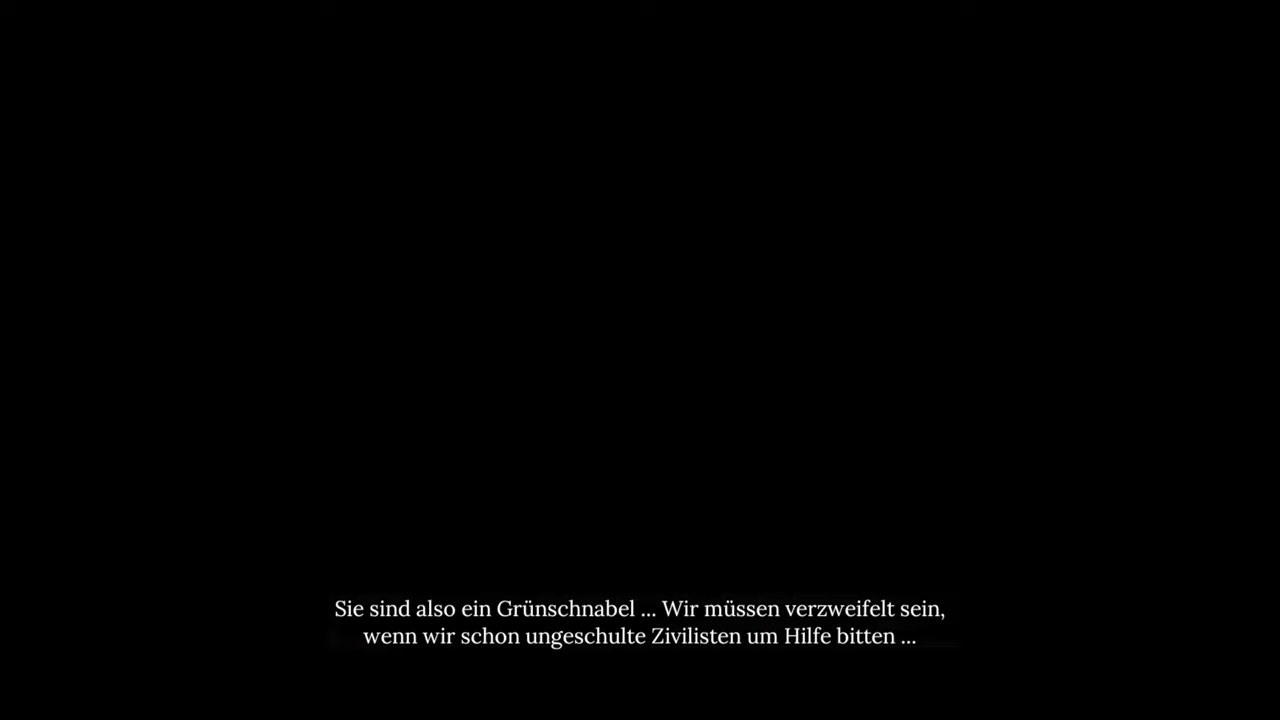 Sie sind also ein Grünschnabel ... Wir müssen verzweifelt sein,
wenn wir schon ungeschulte Zivilisten um Hilfe bitten ...